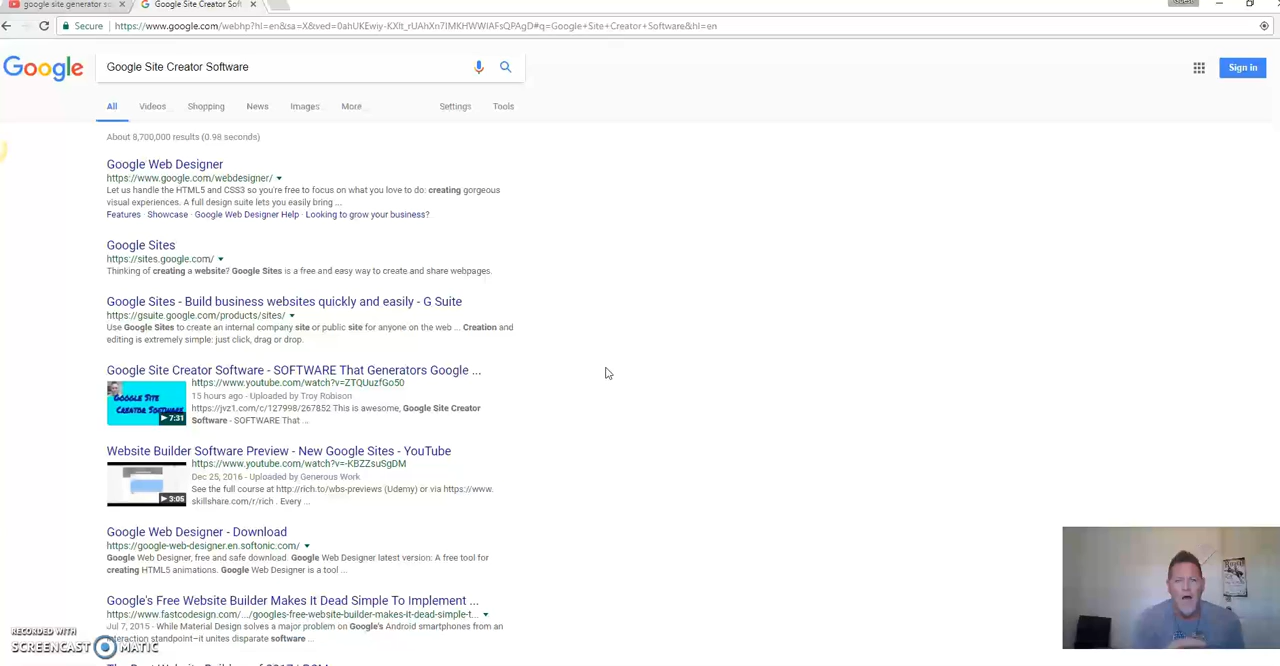 google site generator so
Google Site Creator Soft
Guest
Secure
https://www.google.com/webhp?hl=en&sa=X&ved=0ahUKEwiy-KXlt_rUAhXn7IMKHWWIAFsQPAgD#q=Google+Site+Creator+Software&hl=en
Google
Google Site Creator Software
Sign in
All
Videos
Shopping
News
Images
More
Settings
Tools
About 8,700,000 results (0.98 seconds)
Google Web Designer
https://www.google.com/webdesigner/
Let us handle the HTML5 and CSS3 so you're free to focus on what you love to do: creating gorgeous
visual experiences. A full design suite lets you easily bring ...
Features · Showcase · Google Web Designer Help · Looking to grow your business?
Google Sites
https://sites.google.com/
Thinking of creating a website? Google Sites is a free and easy way to create and share webpages.
Google Sites - Build business websites quickly and easily - G Suite
https://gsuite.google.com/products/sites/
Use Google Sites to create an internal company site or public site for anyone on the web ... Creation and
editing is extremely simple: just click, drag or drop.
Google Site Creator Software - SOFTWARE That Generators Google ...
https://www.youtube.com/watch?v=ZTQUuzfGo50
15 hours ago - Uploaded by Troy Robison
https://jvz1.com/c/127998/267852 This is awesome, Google Site Creator
Software - SOFTWARE That ...
GOOGLE SITE
CREATOR SOFTWARE
7:31
Website Builder Software Preview - New Google Sites - YouTube
https://www.youtube.com/watch?v=-KBZZsuSgDM
Dec 25, 2016 - Uploaded by Generous Work
See the full course at http://rich.to/wbs-previews (Udemy) or via https://www.
skillshare.com/r/rich . Every ...
3:05
Google Web Designer - Download
https://google-web-designer.en.softonic.com/
Google Web Designer, free and safe download. Google Web Designer latest version: A free tool for
creating HTML5 animations. Google Web Designer is a tool ...
Google's Free Website Builder Makes It Dead Simple To Implement ...
https://www.fastcodesign.com/.../googles-free-website-builder-makes-it-dead-simple-t...
Jul 7, 2015 - While Material Design solves a major problem on Google's Android smartphones from an
interaction standpoint—it unites disparate software ...
RECORDED WITH
SCREENCAST MATIC